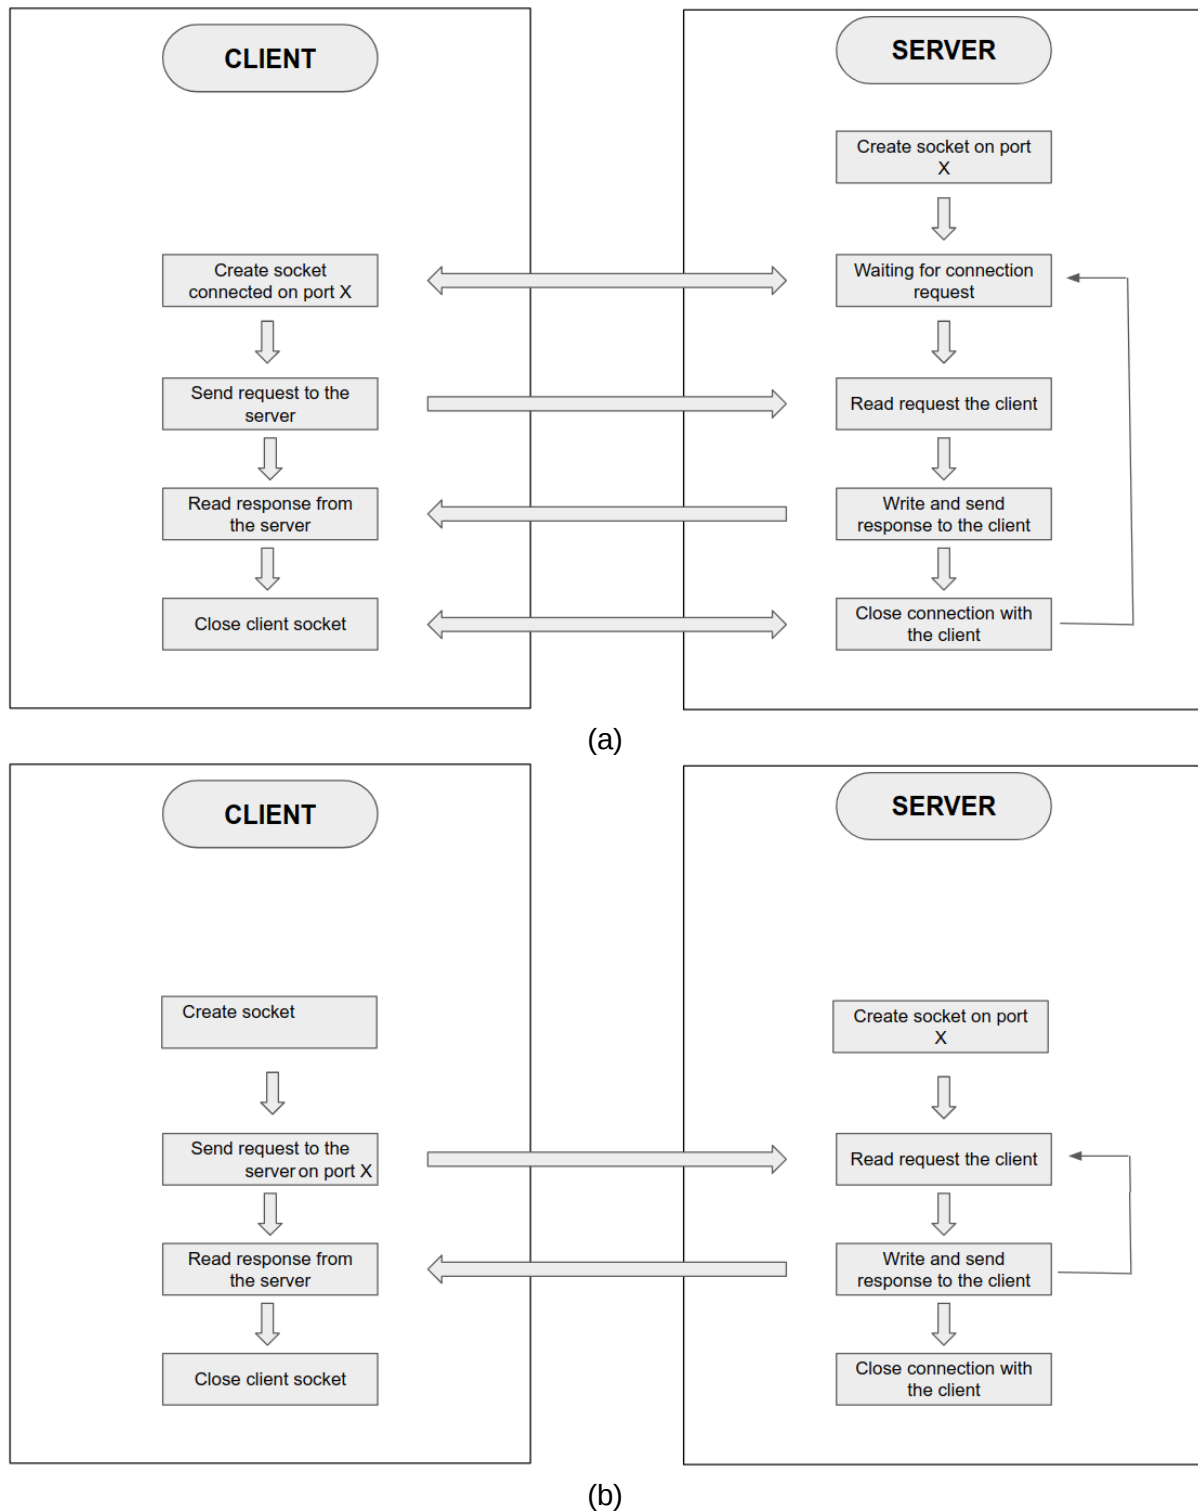 CLIENT
SERVER
Create socket on port
X
Create socket
connected on port X
Waiting for connection
request
Send request to the
server
Read request the client
Read response from
the server
Write and send
response to the client
Close client socket
Close connection with
the client
(a)
CLIENT
SERVER
Create socket
Create socket on port
X
Send request to the
server on port X
Read request the client
Read response from
the server
Write and send
response to the client
Close client socket
Close connection with
the client
(b)